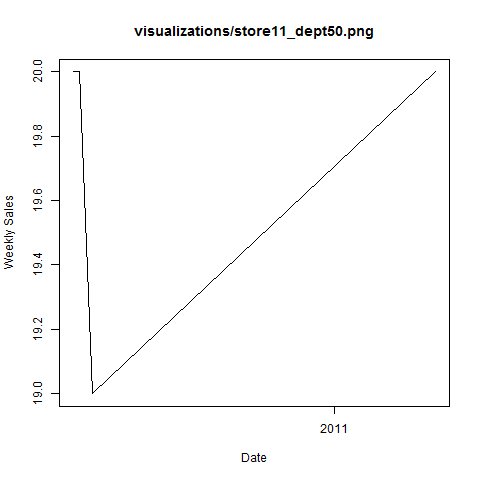 visualizations/store11_dept50.png
Weekly Sales
20.0
19.8
19.6
19.4
19.2
19.0
2011
Date